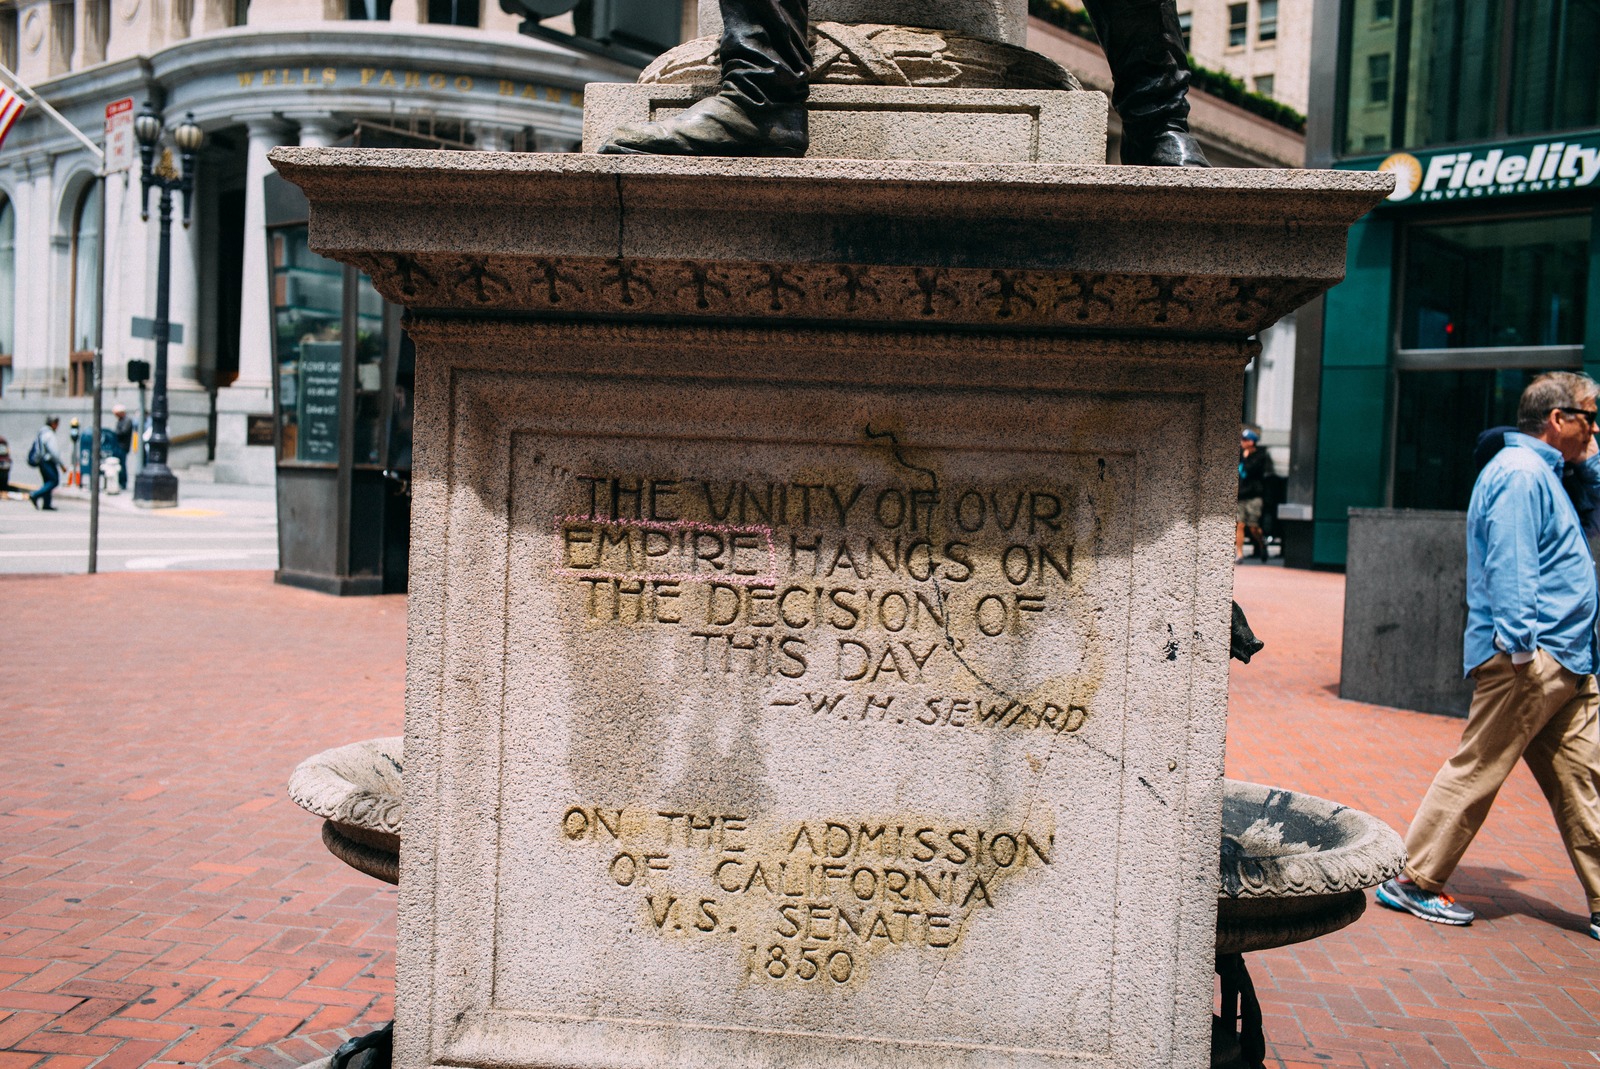 WELLS FARGO BANK
Fidelity
INVESTMENTS
"THE VNITY OF OVR
EMPIRE HANGS ON
THE DECISION OF
THIS DAY"
–W. H. SEWARD
ON THE ADMISSION
OF CALIFORNIA
V.S. SENATE
1850